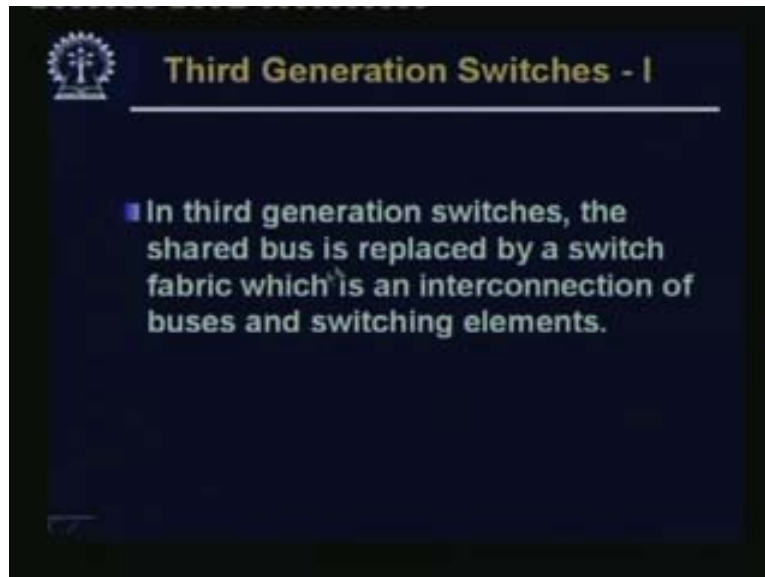 Third Generation Switches - I
In third generation switches, the
shared bus is replaced by a switch
fabric which is an interconnection of
buses and switching elements.